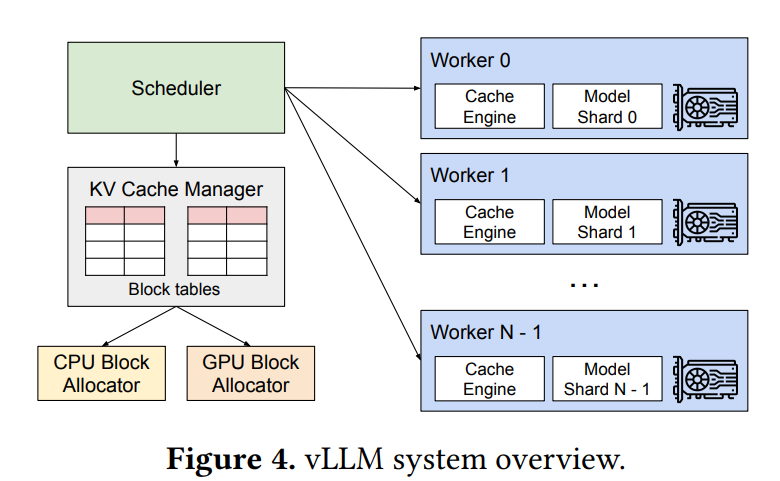 Scheduler
KV Cache Manager
Block tables
CPU Block
Allocator
GPU Block
Allocator
Worker 0
Cache
Engine
Model
Shard 0
Worker 1
Cache
Engine
Model
Shard 1
...
Worker N - 1
Cache
Engine
Model
Shard N - 1
Figure 4. vLLM system overview.